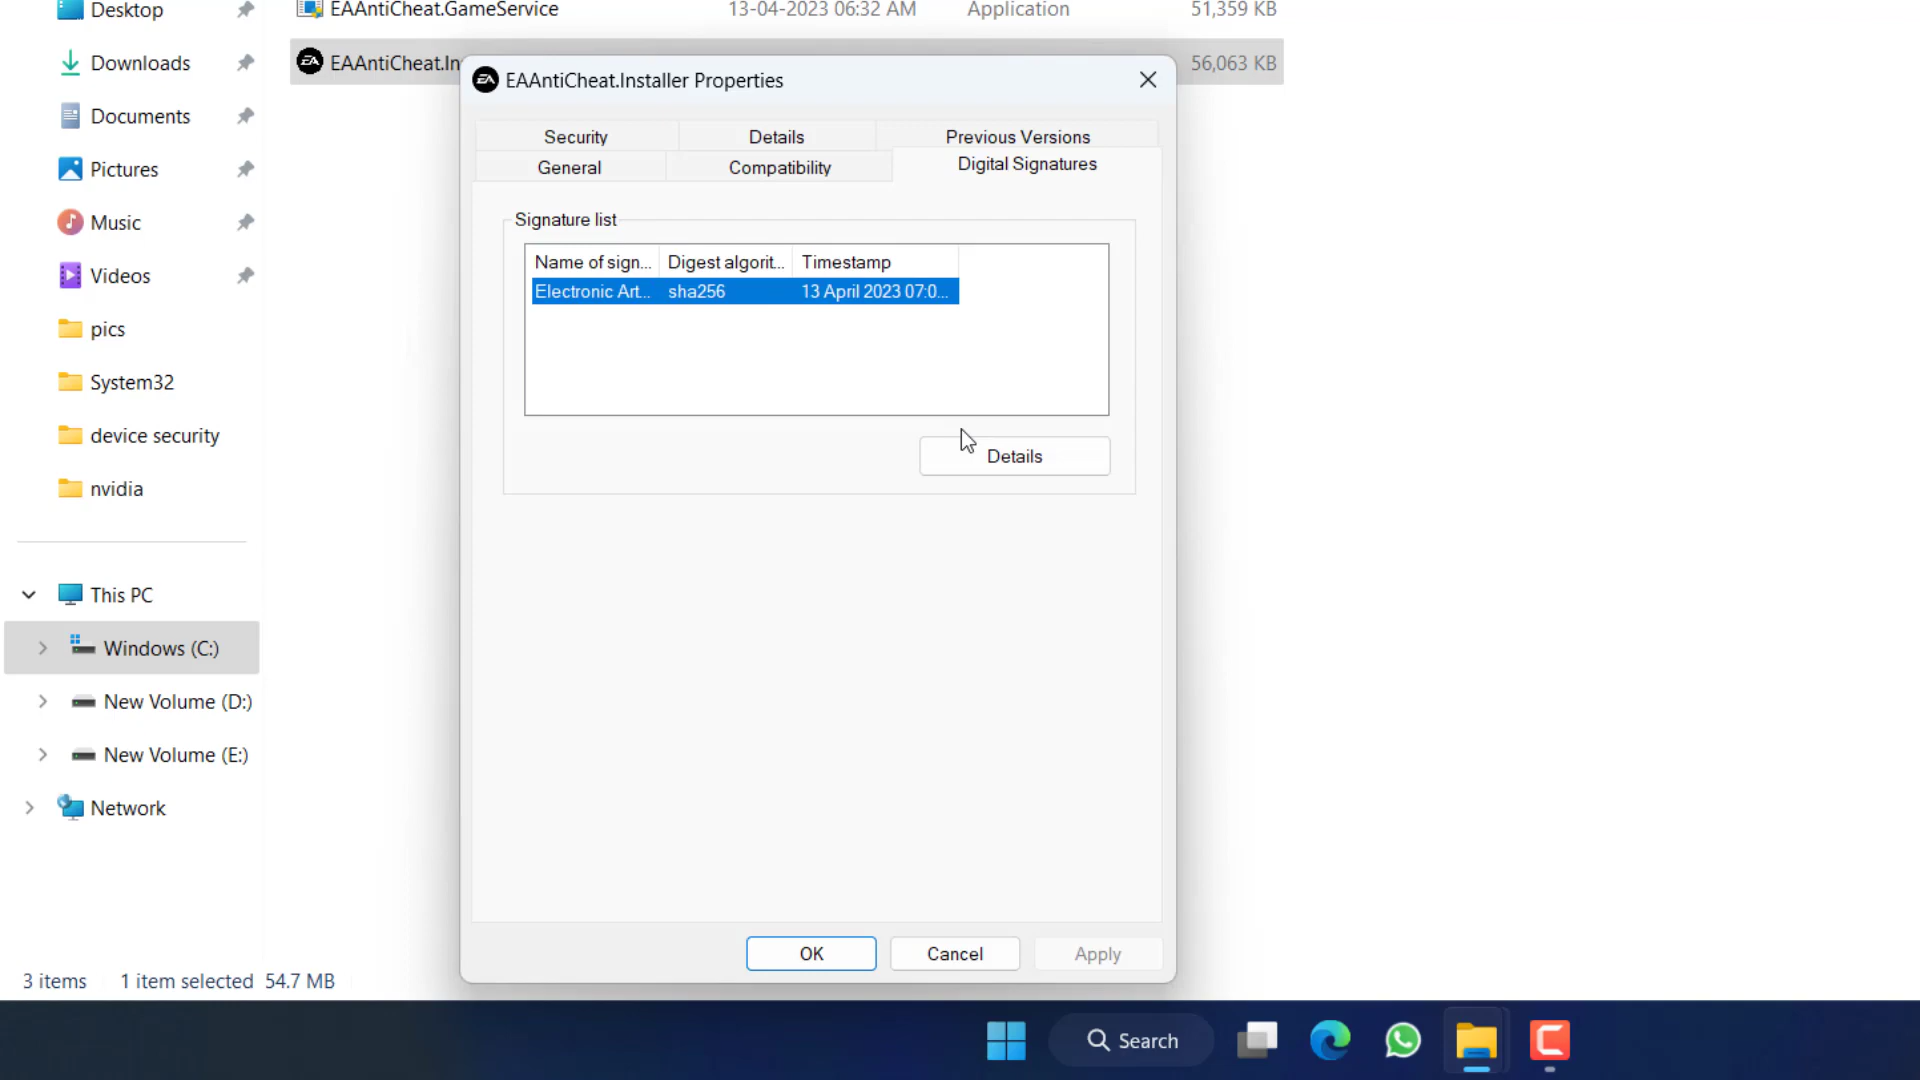 Desktop
EAAntiCheat.GameService 13-04-2023 06:32 AM Application 51,359 KB
Downloads
EAAntiCheat.In 56,063 KB
EAAntiCheat.Installer Properties
Documents
Pictures
Music
Videos
pics
System32
device security
nvidia
This PC
Windows (C:)
New Volume (D:)
New Volume (E:)
Network
Security Details Previous Versions
General Compatibility Digital Signatures
Signature list
Name of sign... Digest algorit... Timestamp
Electronic Art... sha256 13 April 2023 07:0...
Details
OK Cancel Apply
3 items 1 item selected 54.7 MB
Search